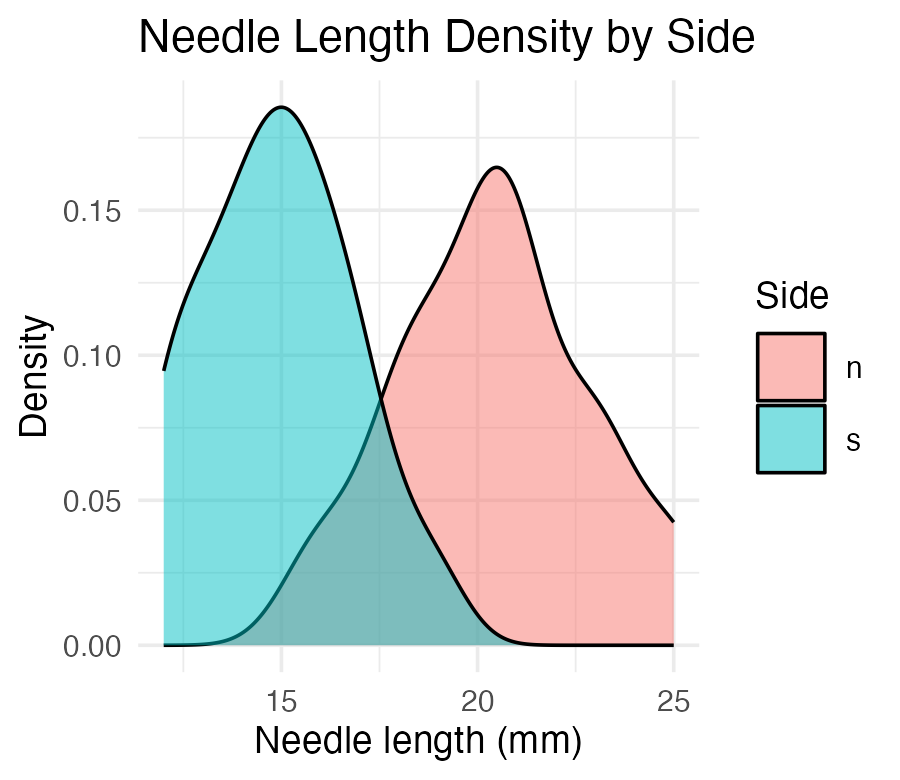 Needle Length Density by Side
Density
0.15
0.10
0.05
0.00
15 20 25
Needle length (mm)
Side
n
s